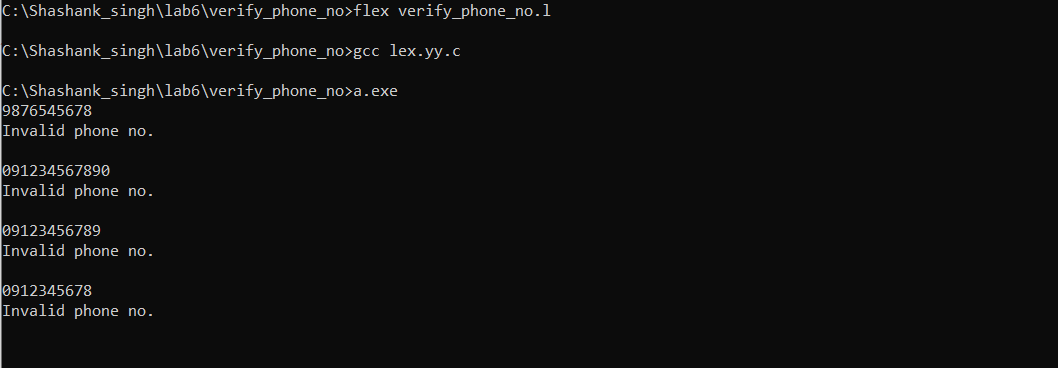 C:\Shashank_singh\lab6\verify_phone_no>flex verify_phone_no.l
C:\Shashank_singh\lab6\verify_phone_no>gcc lex.yy.c
C:\Shashank_singh\lab6\verify_phone_no>a.exe
9876545678
Invalid phone no.
091234567890
Invalid phone no.
09123456789
Invalid phone no.
0912345678
Invalid phone no.